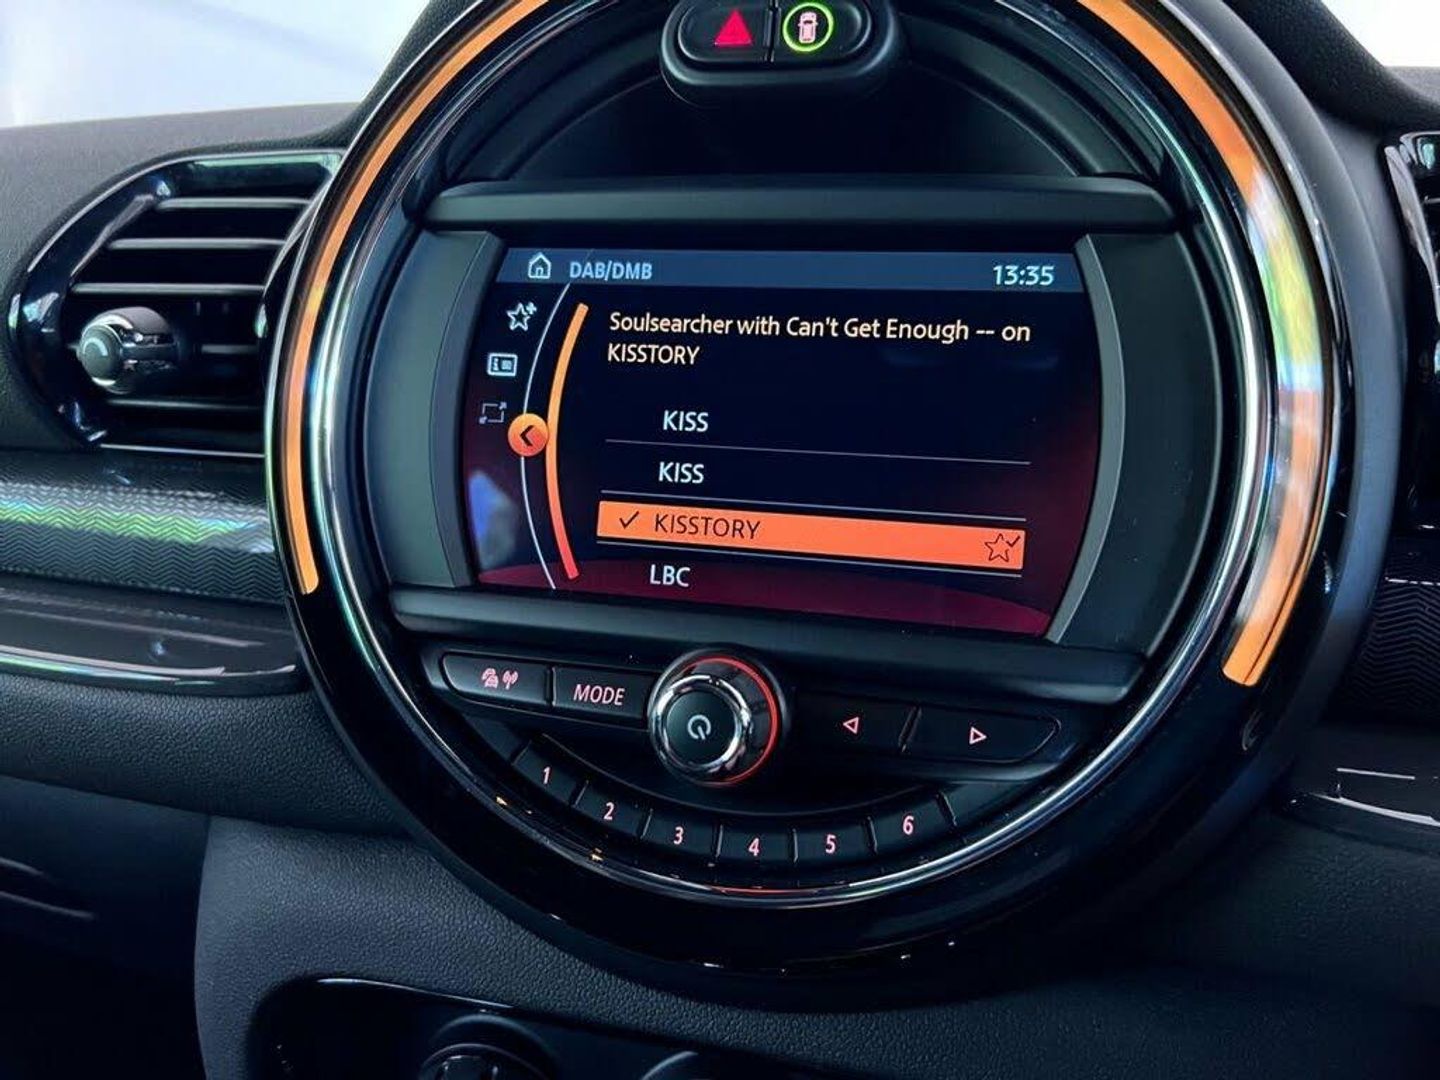 DAB/DMB 13:35
Soulsearcher with Can't Get Enough -- on
KISSTORY
KISS
KISS
KISSTORY
LBC
MODE
1 2 3 4 5 6